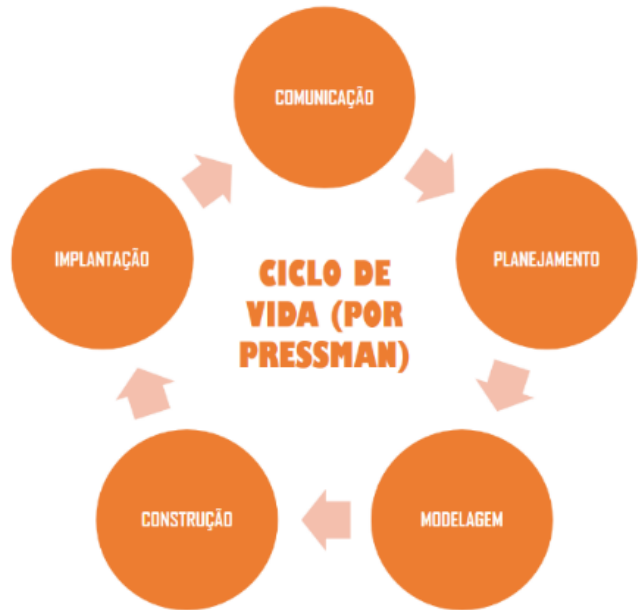 COMUNICAÇÃO
IMPLANTAÇÃO
PLANEJAMENTO
CICLO DE
VIDA (POR
PRESSMAN)
CONSTRUÇÃO
MODELAGEM